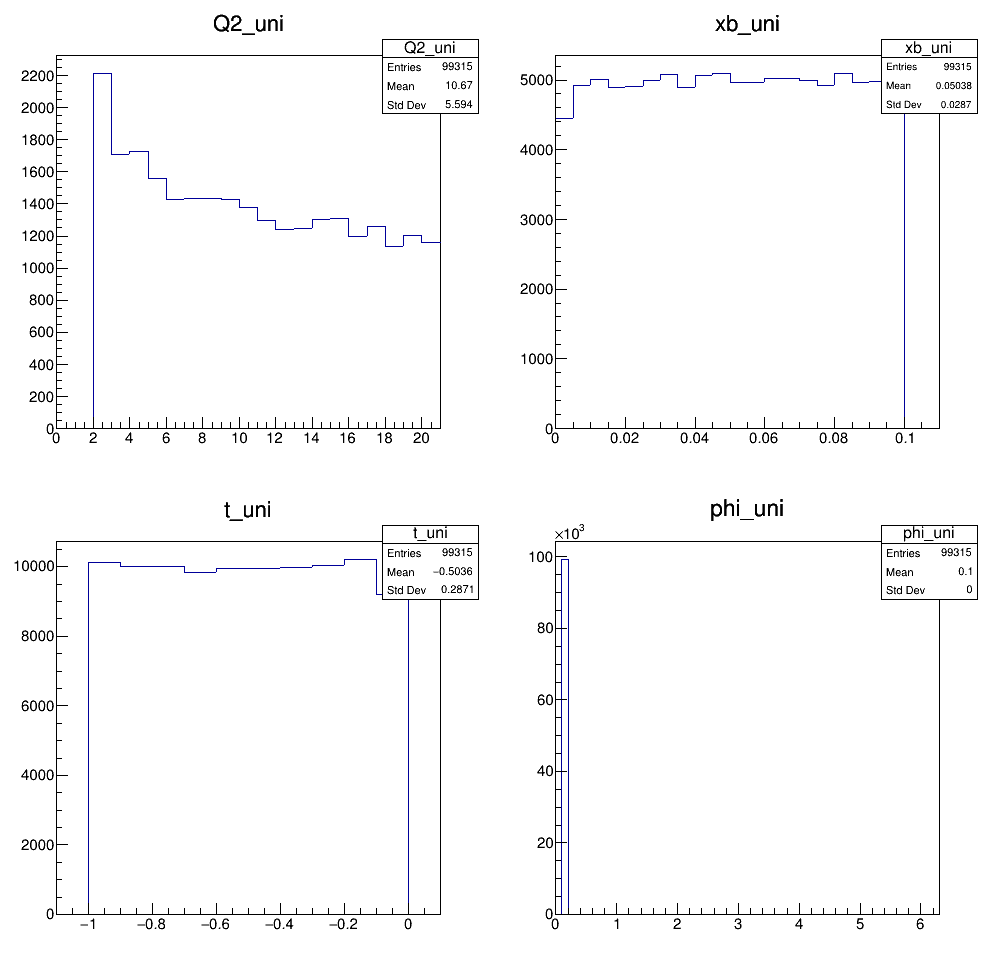 Q2_uni
Q2_uni
Entries 99315
Mean 10.67
Std Dev 5.594
2200
2000
1800
1600
1400
1200
1000
800
600
400
200
0
0 2 4 6 8 10 12 14 16 18 20
xb_uni
xb_uni
Entries 99315
Mean 0.05038
Std Dev 0.0287
5000
4000
3000
2000
1000
0
0 0.02 0.04 0.06 0.08 0.1
t_uni
t_uni
Entries 99315
Mean −0.5036
Std Dev 0.2871
10000
8000
6000
4000
2000
0
−1 −0.8 −0.6 −0.4 −0.2 0
phi_uni
×10³
phi_uni
Entries 99315
Mean 0.1
Std Dev 0
100
80
60
40
20
0
0 1 2 3 4 5 6